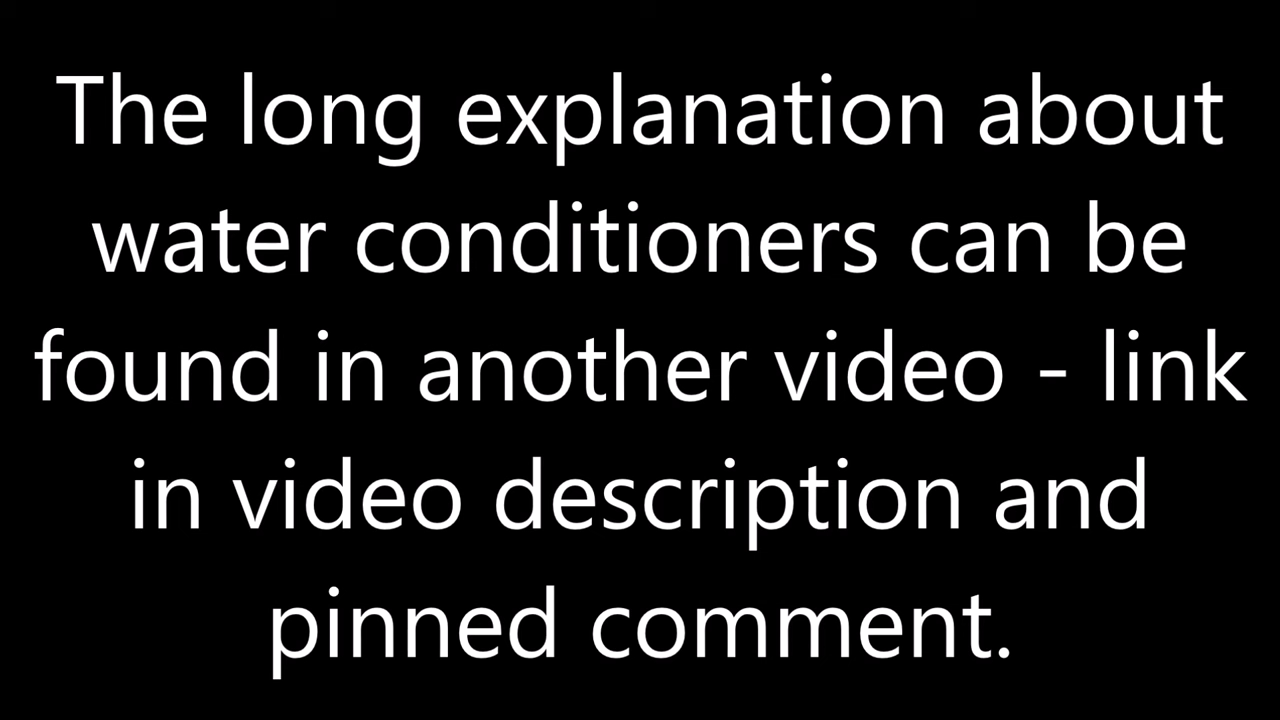 The long explanation about
water conditioners can be
found in another video - link
in video description and
pinned comment.